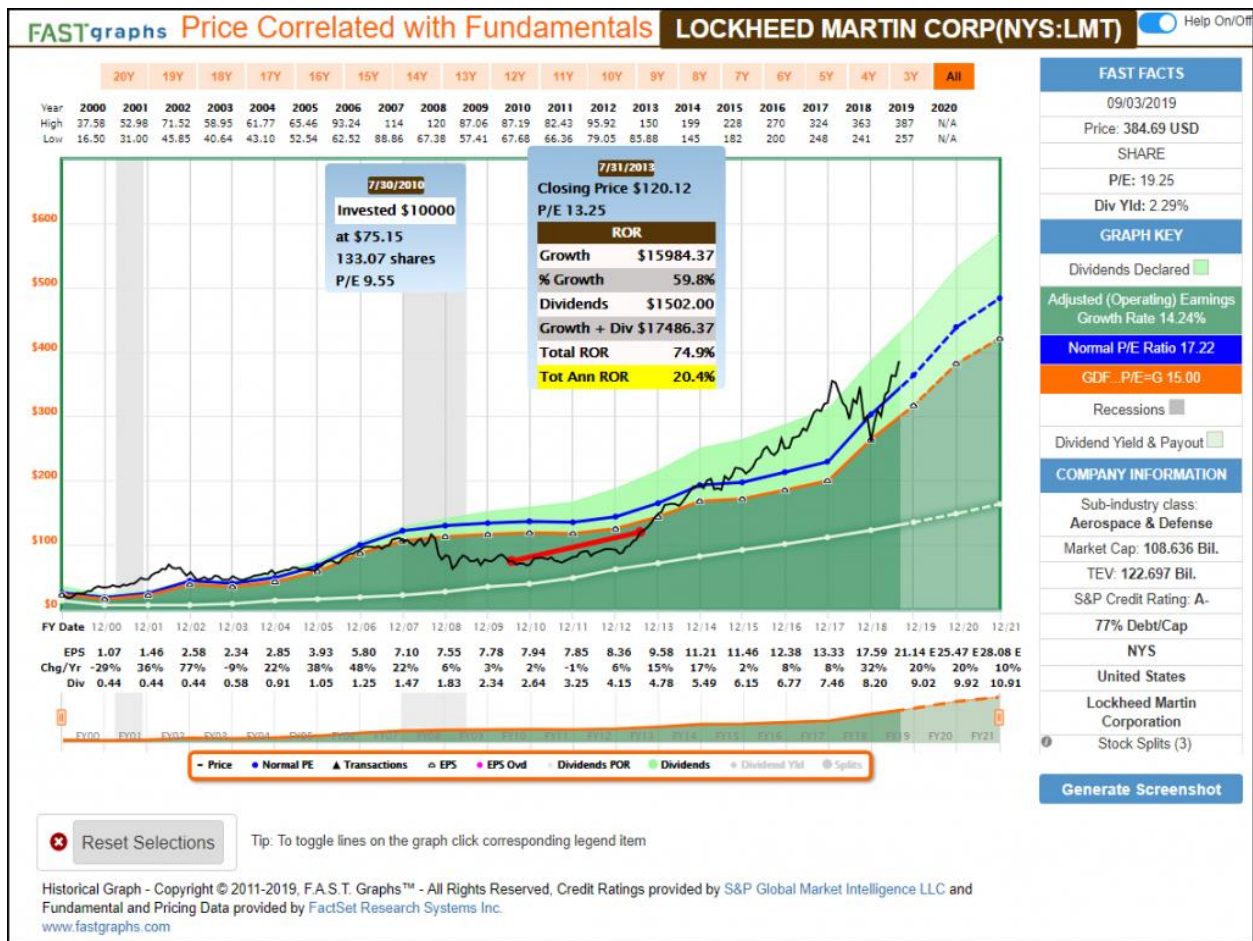 FAST graphs Price Correlated with Fundamentals LOCKHEED MARTIN CORP(NYS:LMT) Help On/Off
20Y 19Y 18Y 17Y 16Y 15Y 14Y 13Y 12Y 11Y 10Y 9Y 8Y 7Y 6Y 5Y 4Y 3Y All
Year 2000 2001 2002 2003 2004 2005 2006 2007 2008 2009 2010 2011 2012 2013 2014 2015 2016 2017 2018 2019 2020
High 37.58 52.98 71.52 58.95 61.77 65.46 93.24 114 120 87.06 87.19 82.43 95.92 150 199 228 270 324 363 387 N/A
Low 16.50 31.00 45.85 40.64 43.10 52.54 62.52 88.86 67.38 57.41 67.68 66.36 79.05 85.88 145 182 200 248 241 257 N/A
7/30/2010
Invested $10000
at $75.15
133.07 shares
P/E 9.55
7/31/2013
Closing Price $120.12
P/E 13.25
ROR
Growth $15984.37
% Growth 59.8%
Dividends $1502.00
Growth + Div $17486.37
Total ROR 74.9%
Tot Ann ROR 20.4%
$600
$500
$400
$300
$200
$100
$0
FY Date 12/00 12/01 12/02 12/03 12/04 12/05 12/06 12/07 12/08 12/09 12/10 12/11 12/12 12/13 12/14 12/15 12/16 12/17 12/18 12/19 12/20 12/21
EPS 1.07 1.46 2.58 2.34 2.85 3.93 5.80 7.10 7.55 7.78 7.94 7.85 8.36 9.58 11.21 11.46 12.38 13.33 17.59 21.14 E 25.47 E 28.08 E
Chg/Yr -29% 36% 77% -9% 22% 38% 48% 22% 6% 3% 2% -1% 6% 15% 17% 2% 8% 8% 32% 20% 20% 10%
Div 0.44 0.44 0.44 0.58 0.91 1.05 1.25 1.47 1.83 2.34 2.64 3.25 4.15 4.78 5.49 6.15 6.77 7.46 8.20 9.02 9.92 10.91
FY00 FY01 FY02 FY03 FY04 FY05 FY06 FY07 FY08 FY09 FY10 FY11 FY12 FY13 FY14 FY15 FY16 FY17 FY18 FY19 FY20 FY21
Price Normal PE Transactions EPS EPS Ovd Dividends POR Dividends Dividend Yld Splits
FAST FACTS
09/03/2019
Price: 384.69 USD
SHARE
P/E: 19.25
Div Yld: 2.29%
GRAPH KEY
Dividends Declared
Adjusted (Operating) Earnings
Growth Rate 14.24%
Normal P/E Ratio 17.22
GDF...P/E=G 15.00
Recessions
Dividend Yield & Payout
COMPANY INFORMATION
Sub-industry class:
Aerospace & Defense
Market Cap: 108.636 Bil.
TEV: 122.697 Bil.
S&P Credit Rating: A-
77% Debt/Cap
NYS
United States
Lockheed Martin
Corporation
Stock Splits (3)
Generate Screenshot
Reset Selections
Tip: To toggle lines on the graph click corresponding legend item
Historical Graph - Copyright © 2011-2019, F.A.S.T. Graphs™ - All Rights Reserved, Credit Ratings provided by S&P Global Market Intelligence LLC and
Fundamental and Pricing Data provided by FactSet Research Systems Inc.
www.fastgraphs.com